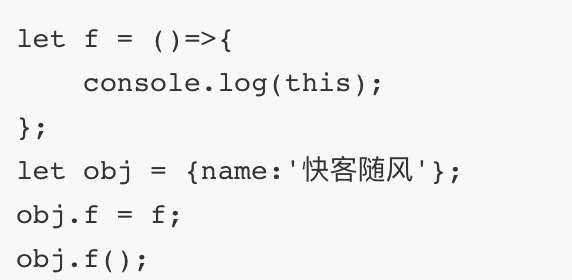 let f = ()=>{
    console.log(this);
};
let obj = {name:'快客随风'};
obj.f = f;
obj.f();